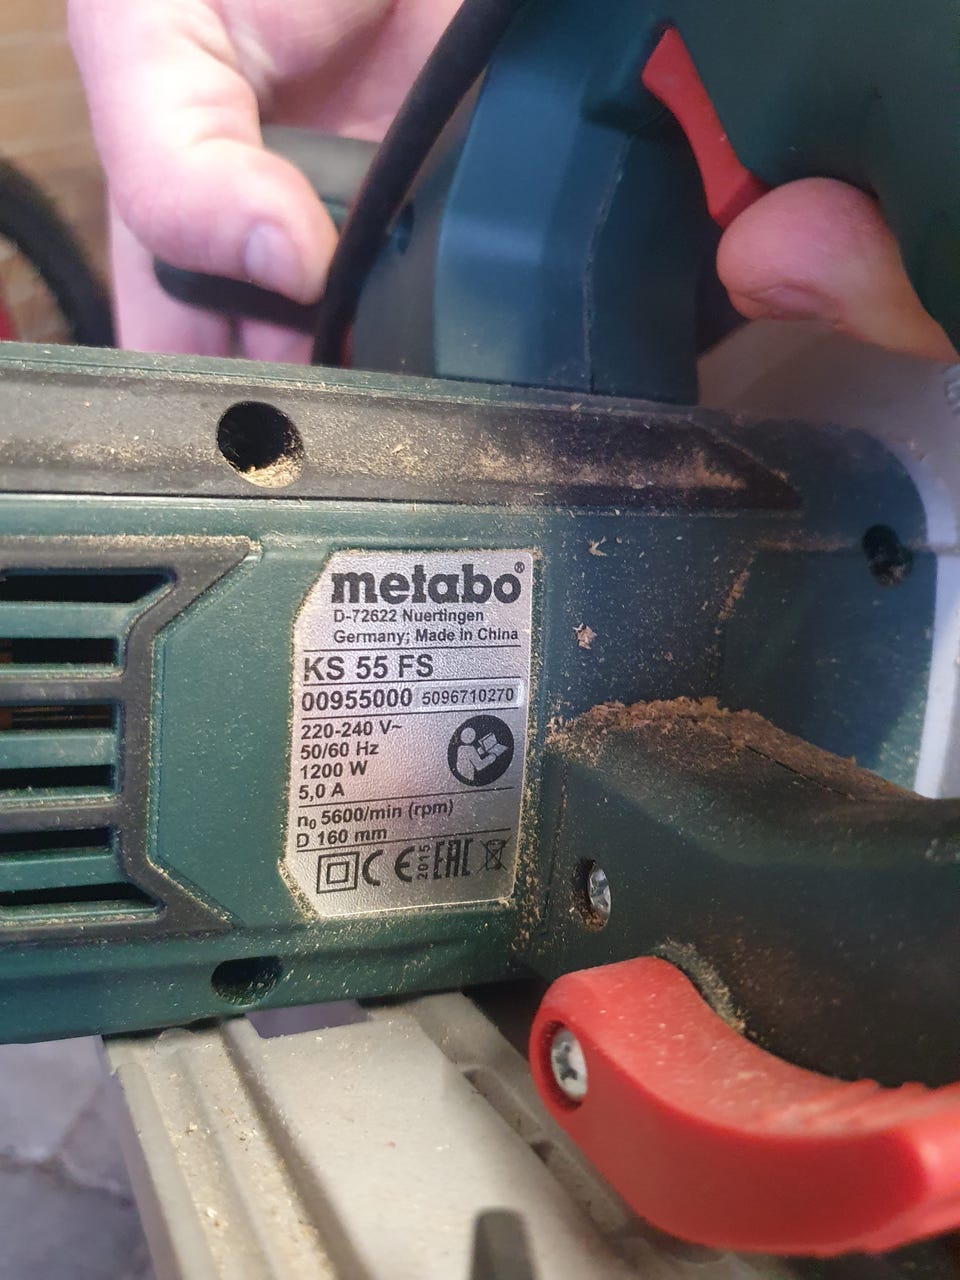 metabo®
D-72622 Nuertingen
Germany; Made in China
KS 55 FS
00955000 5096710270
220-240 V~
50/60 Hz
1200 W
5,0 A
n₀ 5600/min (rpm)
D 160 mm
CE 2015 EAC